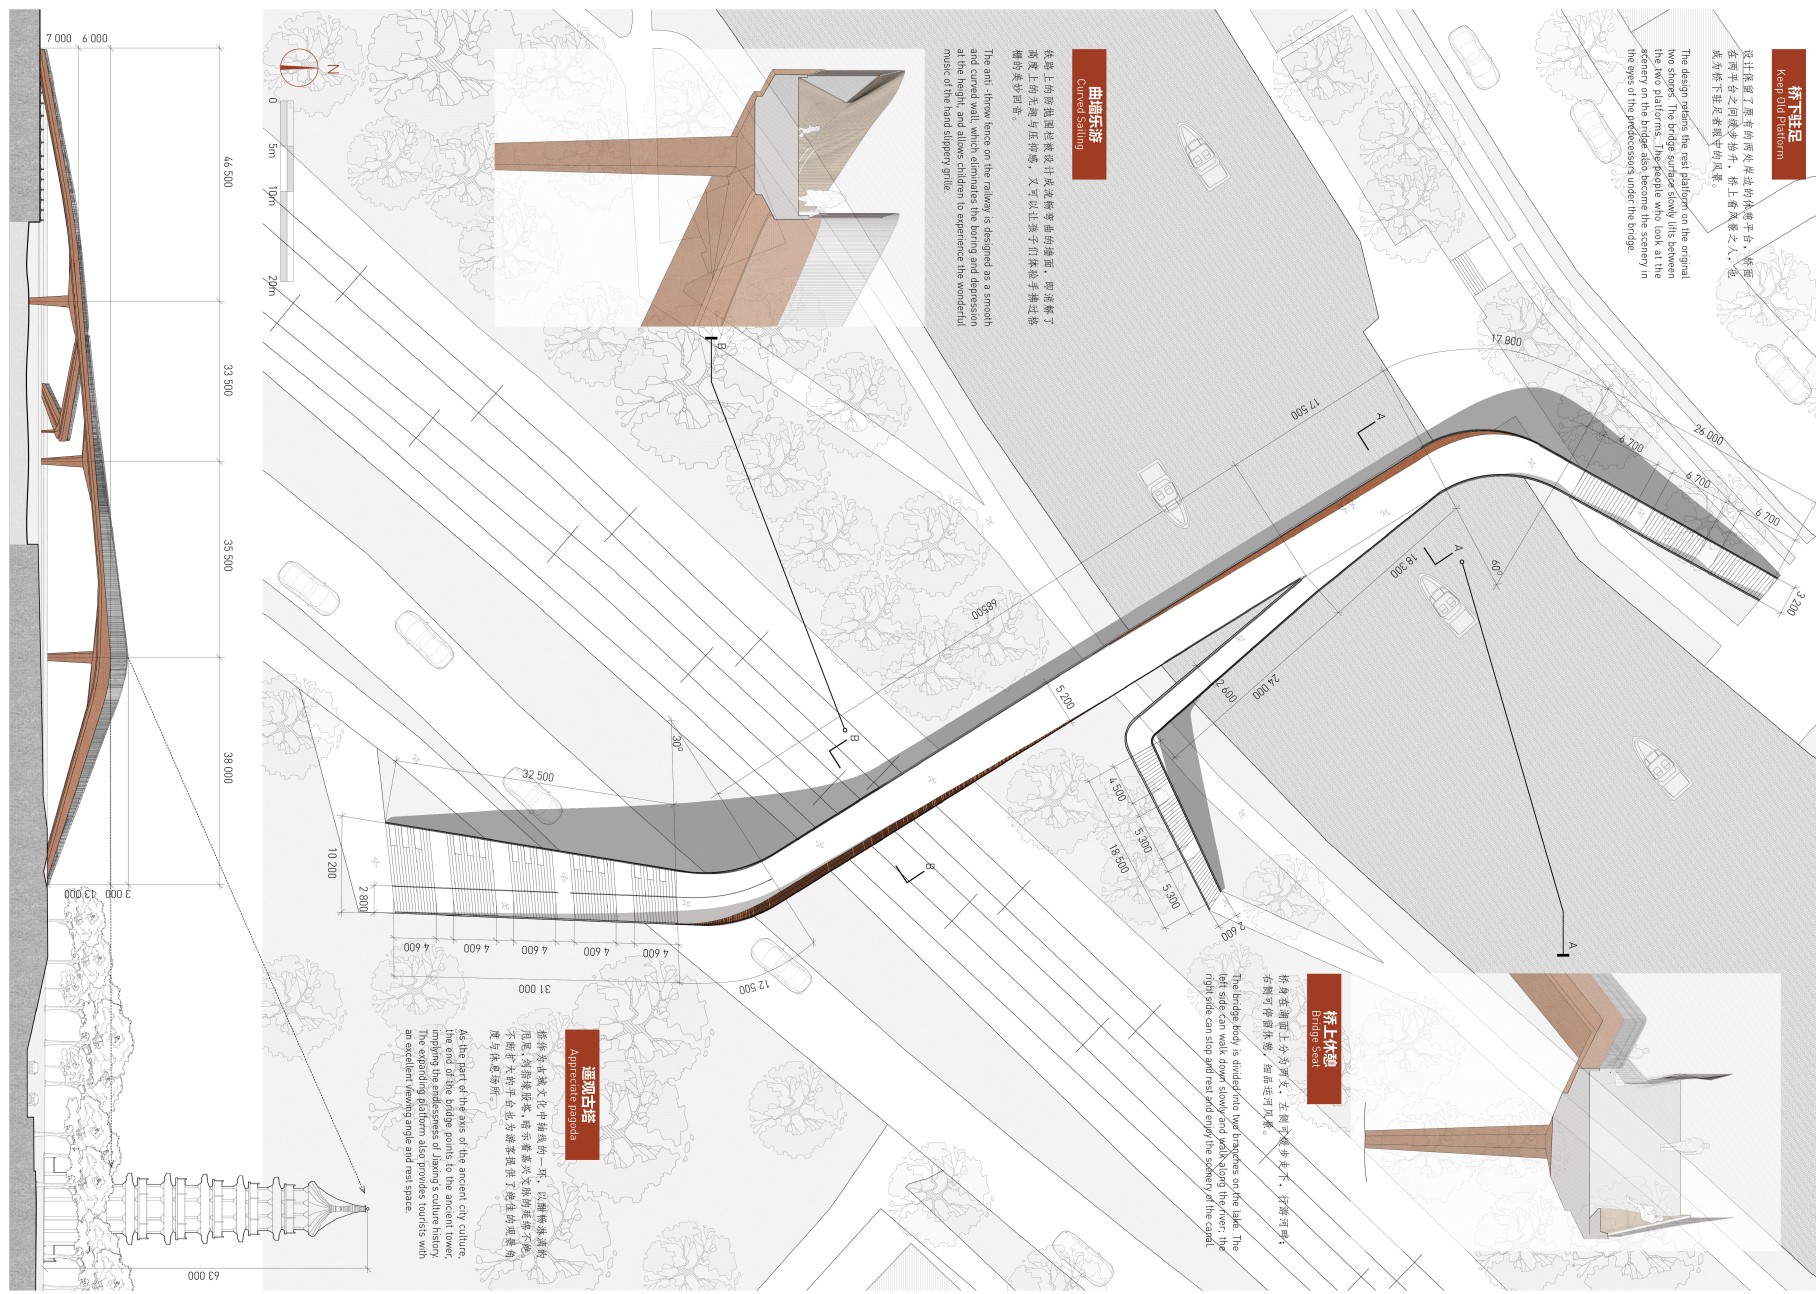 桥下驻足
Keep Old Platform
设计保留了原有的两处岸边的休憩平台，桥面
在两平台之间缓步抬升，桥上看风景之人，也
成为桥下驻足者眼中的风景。
The design retains the rest platform on the original
two shores. The bridge surface slowly lifts between
the two platforms. The people who look at the
scenery on the bridge also become the scenery in
the eyes of the predecessors under the bridge.
3 200
6 700
26 000
6 700
6 700
17 800
60⁰
A
A
A
18 300
17 500
24 000
2 600
2 600
5 300
5 300
4 500
18 500
5 200
68500
桥上休憩
Bridge Seat
桥身在湖面上分为两支，左侧可缓步走下，行游河畔；
右侧可停留休憩，细品运河风景。
The bridge body is divided into two branches on the lake. The
left side can walk down slowly and walk along the river; the
right side can stop and rest and enjoy the scenery of the canal.
曲墙乐游
Curved Sailing
铁路上的防抛围栏被设计成流畅弯曲的墙面，即消解了
高度上的无趣与压抑感，又可以让孩子们体验手拂过格
栅的美妙回音。
The anti -throw fence on the railway is designed as a smooth
and curved wall, which eliminates the boring and depression
at the height, and allows children to experience the wonderful
music of the hand slippery grille.
B
B
B
12 500
30⁰
4 600
4 600
4 600
4 600
4 600
31 000
32 500
2 800
10 200
遥观古塔
Appreciate pagoda
桥作为古城文化中轴线的一环，以酣畅淋漓的
甩尾，剑指壕股塔，暗示着嘉兴文脉的延绵不绝。
不断扩大的平台也为游客提供了绝佳的观景角
度与休息场所。
As the part of the axis of the ancient city culture,
the end of the bridge points to the ancient tower,
implying the endlessness of Jiaxing's culture history.
The expanding platform also provides tourists with
an excellent viewing angle and rest space.
N
0 5m 10m 20m
46 500
33 500
35 500
38 000
6 000
7 000
3 000
13 000
63 000